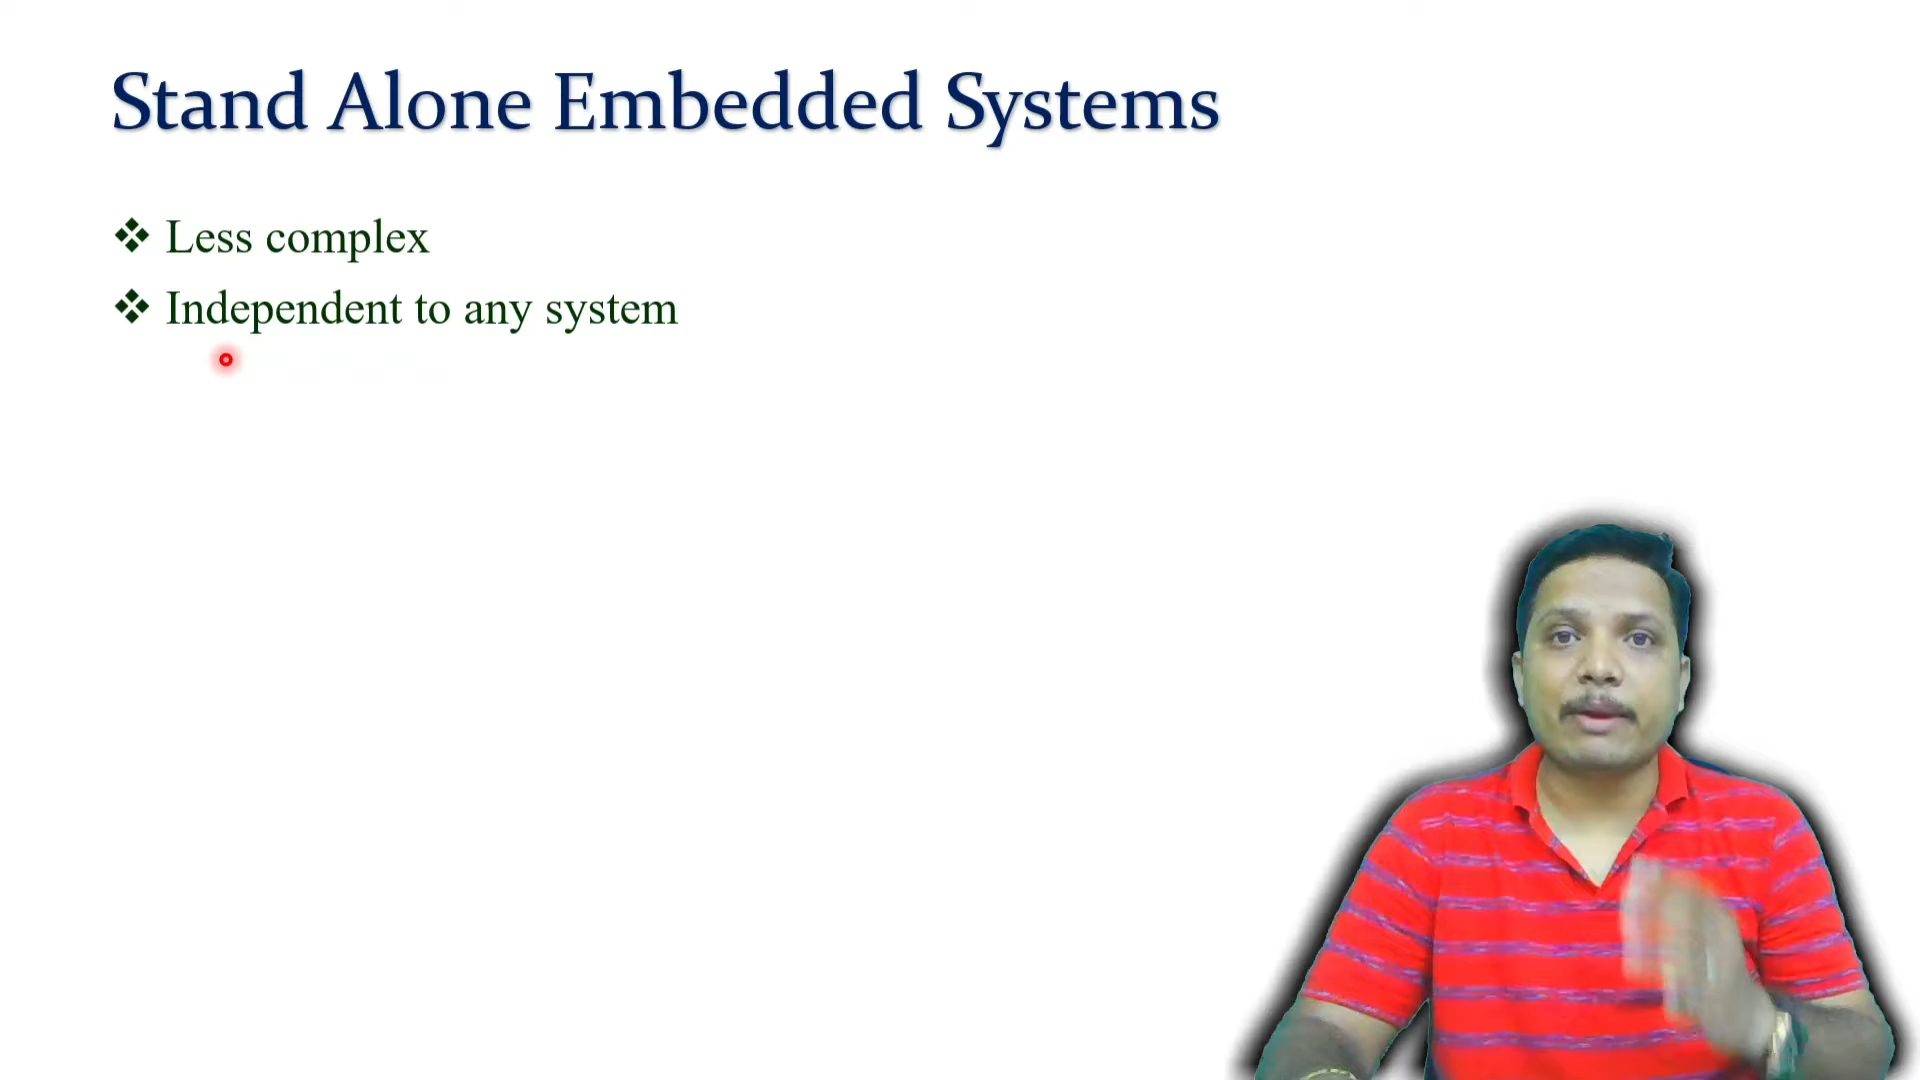 Stand Alone Embedded Systems
Less complex
Independent to any system